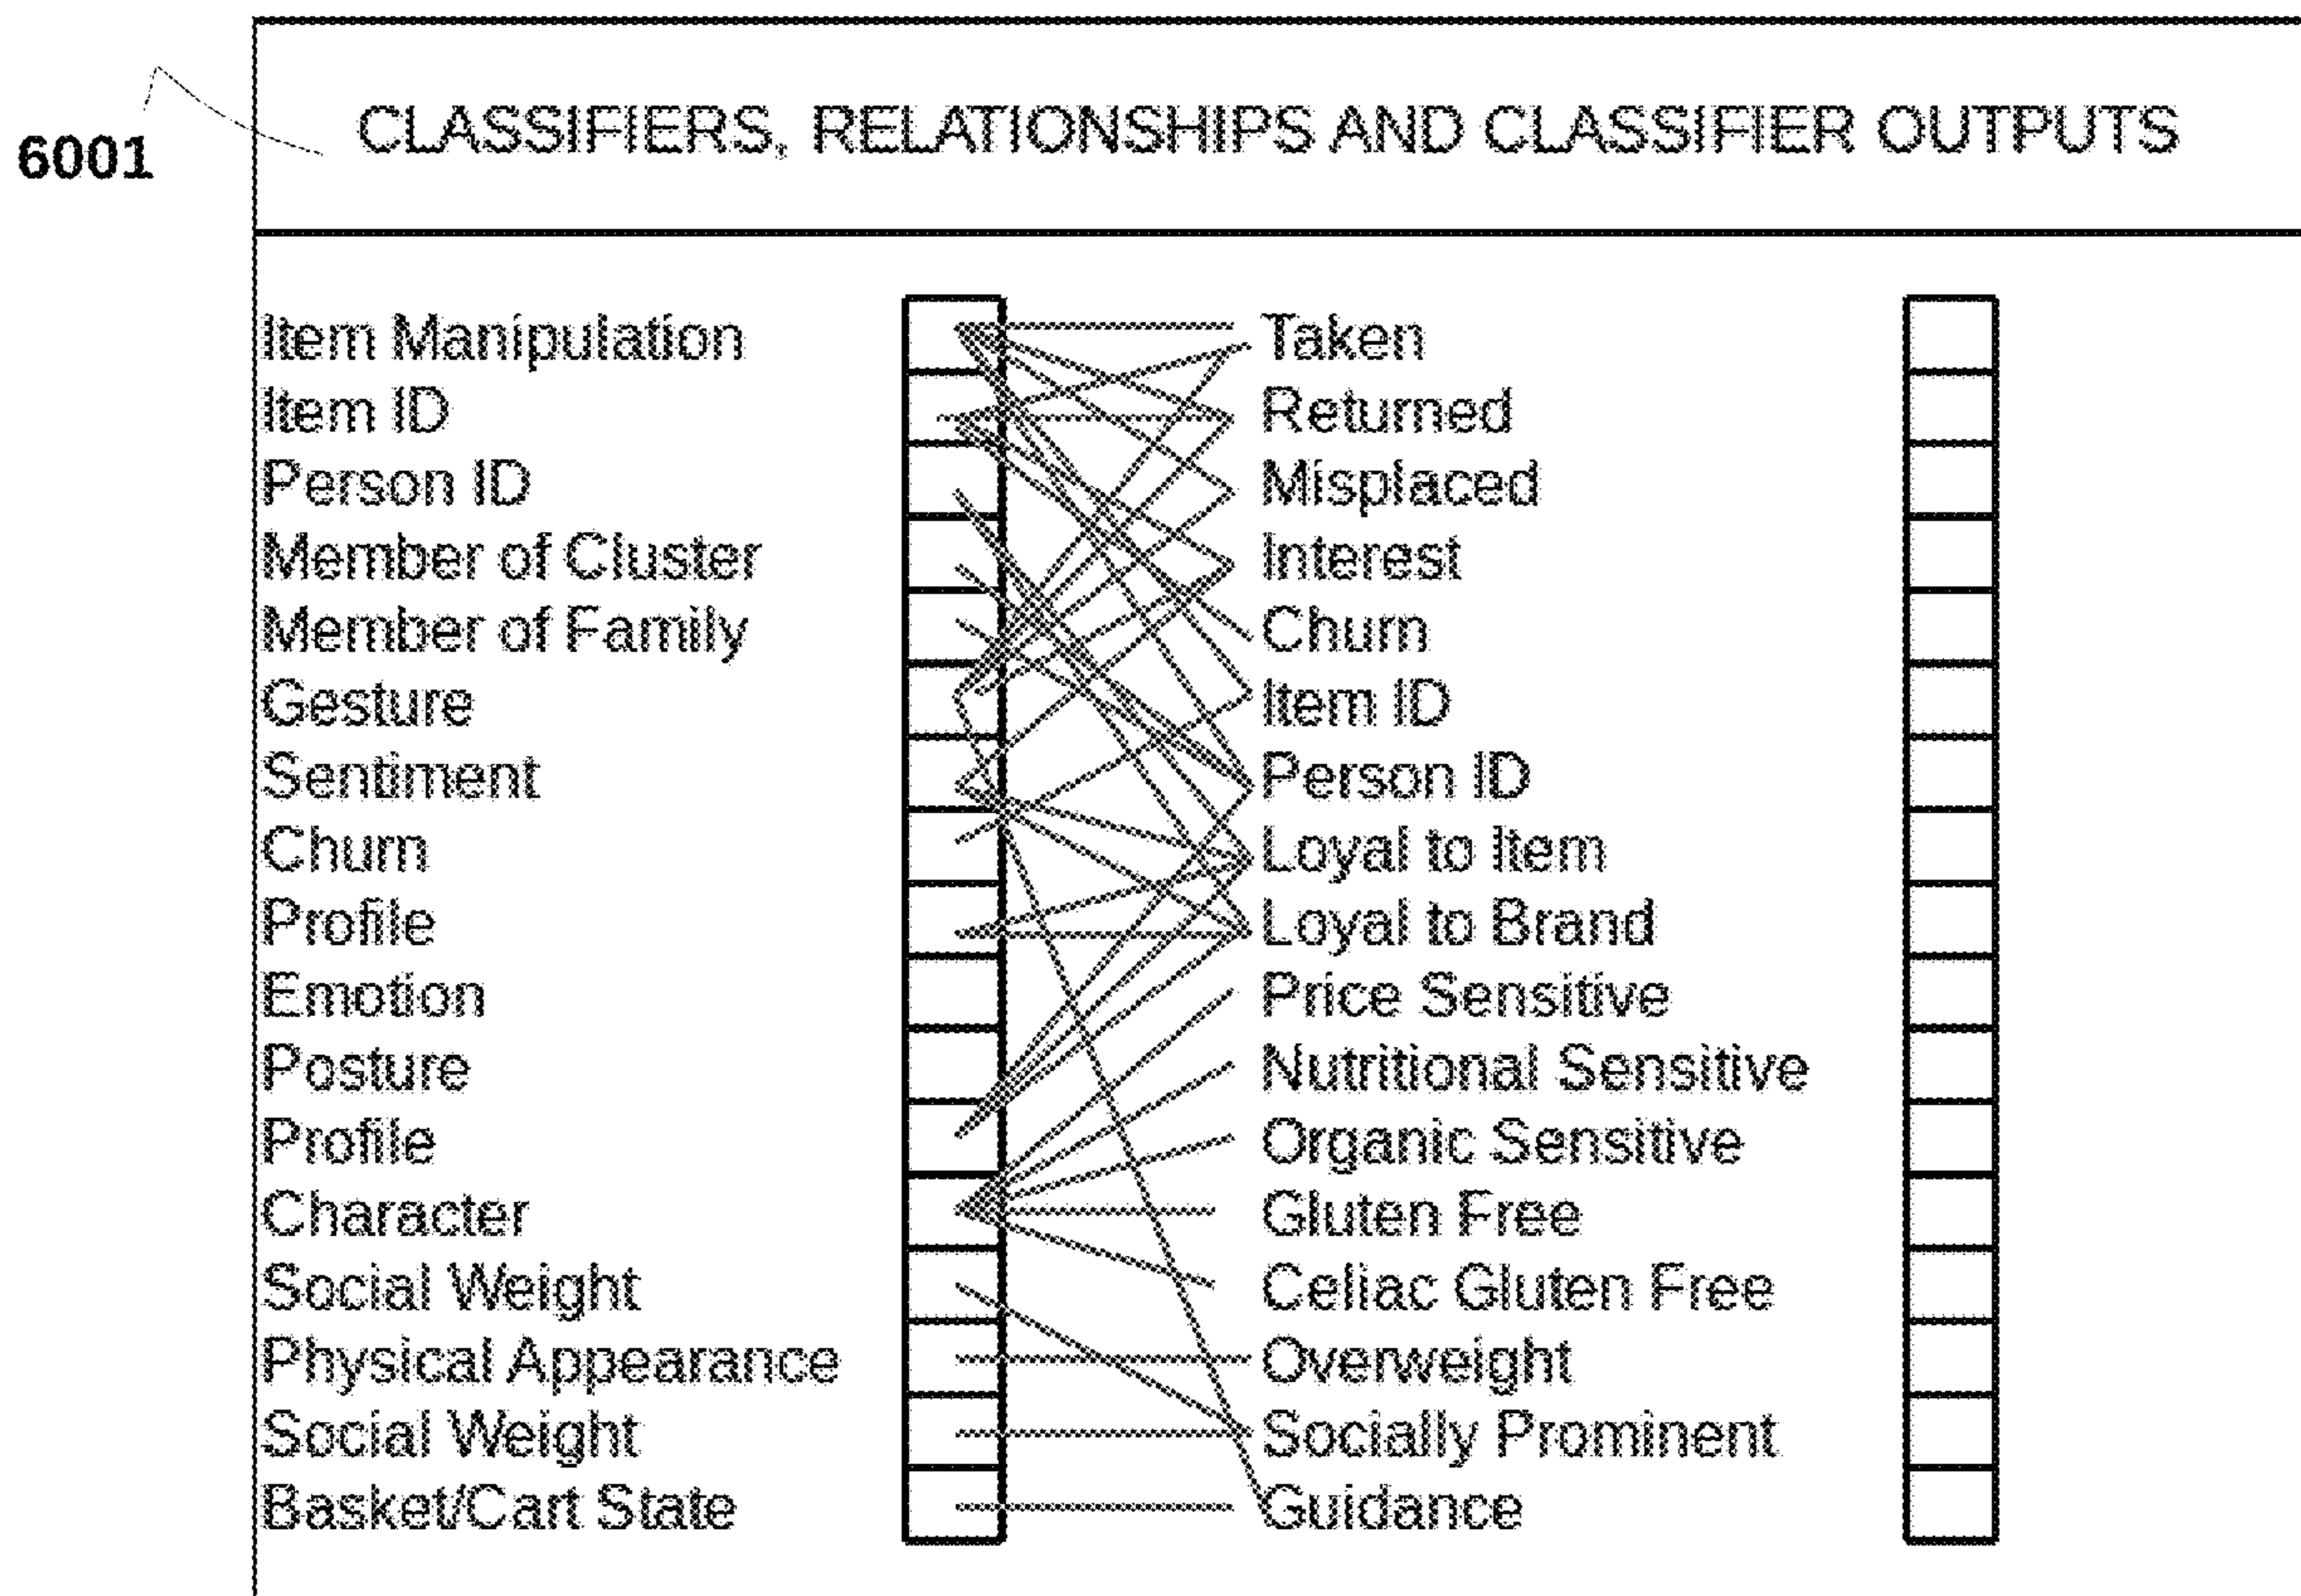 6001
CLASSIFIERS, RELATIONSHIPS AND CLASSIFIER OUTPUTS
Item Manipulation
Item ID
Person ID
Member of Cluster
Member of Family
Gesture
Sentiment
Churn
Profile
Emotion
Posture
Profile
Character
Social Weight
Physical Appearance
Social Weight
Basket/Cart State
Taken
Returned
Misplaced
Interest
Churn
Item ID
Person ID
Loyal to Item
Loyal to Brand
Price Sensitive
Nutritional Sensitive
Organic Sensitive
Gluten Free
Celiac Gluten Free
Overweight
Socially Prominent
Guidance